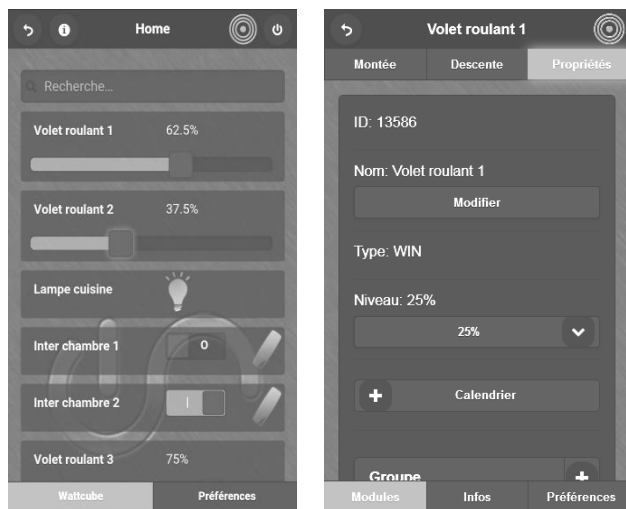 Home
Recherche...
Volet roulant 1 62.5%
Volet roulant 2 37.5%
Lampe cuisine
Inter chambre 1 O
Inter chambre 2 I
Volet roulant 3 75%
Wattcube Préférences
Volet roulant 1
Montée Descente Propriétés
ID: 13586
Nom: Volet roulant 1
Modifier
Type: WIN
Niveau: 25%
25%
Calendrier
Groupe
Modules Infos Préférences